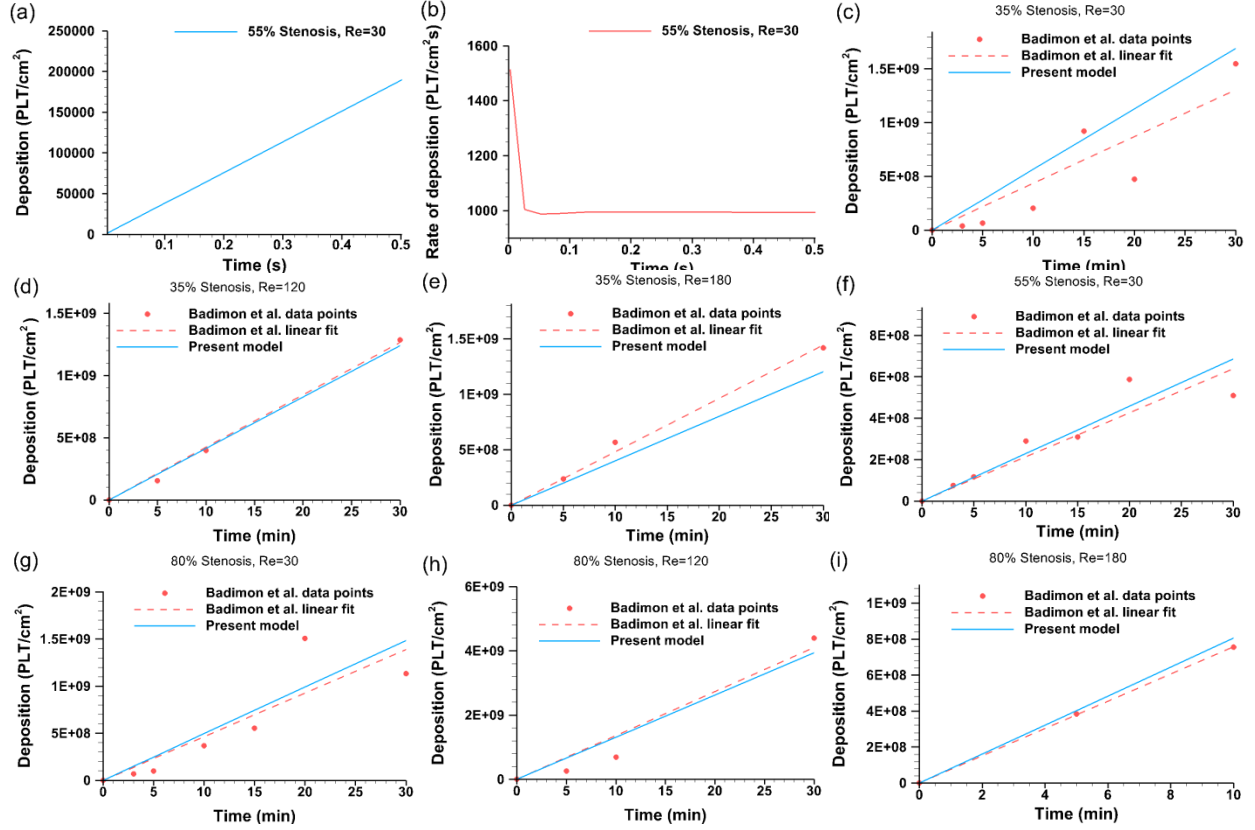 (a)
250000
200000
150000
100000
50000
0
Deposition (PLT/cm²)
55% Stenosis, Re=30
0.1 0.2 0.3 0.4 0.5
Time (s)
(b)
1600
1400
1200
1000
Rate of deposition (PLT/cm²s)
55% Stenosis, Re=30
0 0.1 0.2 0.3 0.4 0.5
Time (s)
(c)
35% Stenosis, Re=30
Badimon et al. data points
Badimon et al. linear fit
Present model
1.5E+09
1E+09
5E+08
0
Deposition (PLT/cm²)
0 10 20 30
Time (min)
(d)
35% Stenosis, Re=120
Badimon et al. data points
Badimon et al. linear fit
Present model
1.5E+09
1E+09
5E+08
0
Deposition (PLT/cm²)
0 5 10 15 20 25 30
Time (min)
(e)
35% Stenosis, Re=180
Badimon et al. data points
Badimon et al. linear fit
Present model
1.5E+09
1E+09
5E+08
0
Deposition (PLT/cm²)
0 5 10 15 20 25 30
Time (min)
(f)
55% Stenosis, Re=30
Badimon et al. data points
Badimon et al. linear fit
Present model
8E+08
6E+08
4E+08
2E+08
0
Deposition (PLT/cm²)
0 5 10 15 20 25 30
Time (min)
(g)
80% Stenosis, Re=30
Badimon et al. data points
Badimon et al. linear fit
Present model
2E+09
1.5E+09
1E+09
5E+08
0
Deposition (PLT/cm²)
0 5 10 15 20 25 30
Time (min)
(h)
80% Stenosis, Re=120
Badimon et al. data points
Badimon et al. linear fit
Present model
6E+09
4E+09
2E+09
0
Deposition (PLT/cm²)
0 5 10 15 20 25 30
Time (min)
(i)
80% Stenosis, Re=180
Badimon et al. data points
Badimon et al. linear fit
Present model
1E+09
8E+08
6E+08
4E+08
2E+08
0
Deposition (PLT/cm²)
0 2 4 6 8 10
Time (min)